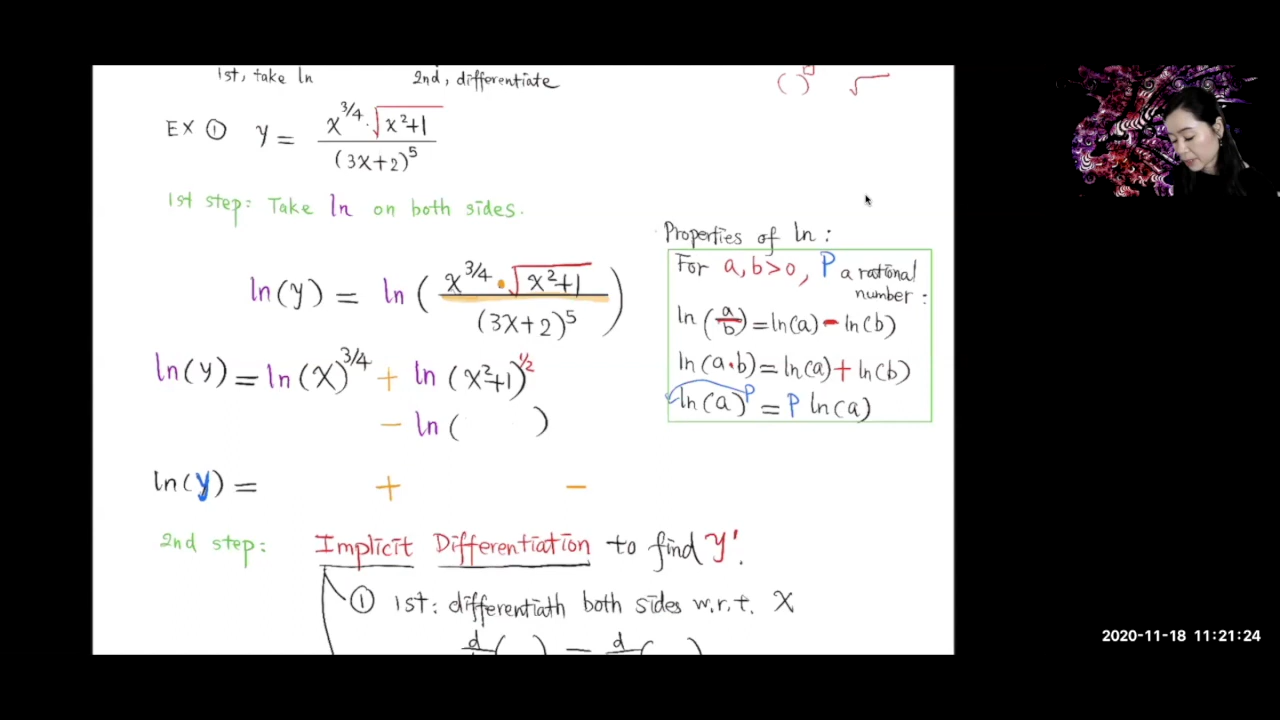 1st, take ln 2nd, differentiate ( )^□ √
EX ① y = x^3/4 · √x²+1 / (3x+2)^5
1st step: Take ln on both sides.
ln(y) = ln ( x^3/4 · √x²+1 / (3x+2)^5 )
ln(y) = ln(x)^3/4 + ln (x²+1)^1/2
− ln ( )
ln(y) = + −
Properties of ln :
For a,b>0, P a rational
number :
ln (a/b) = ln(a) − ln(b)
ln(a·b) = ln(a) + ln(b)
ln(a)^P = P ln(a)
2nd step: Implicit Differentiation to find y'.
① 1st: differentiath both sides w.r.t. X
d ( ) = d ( )
2020-11-18 11:21:24